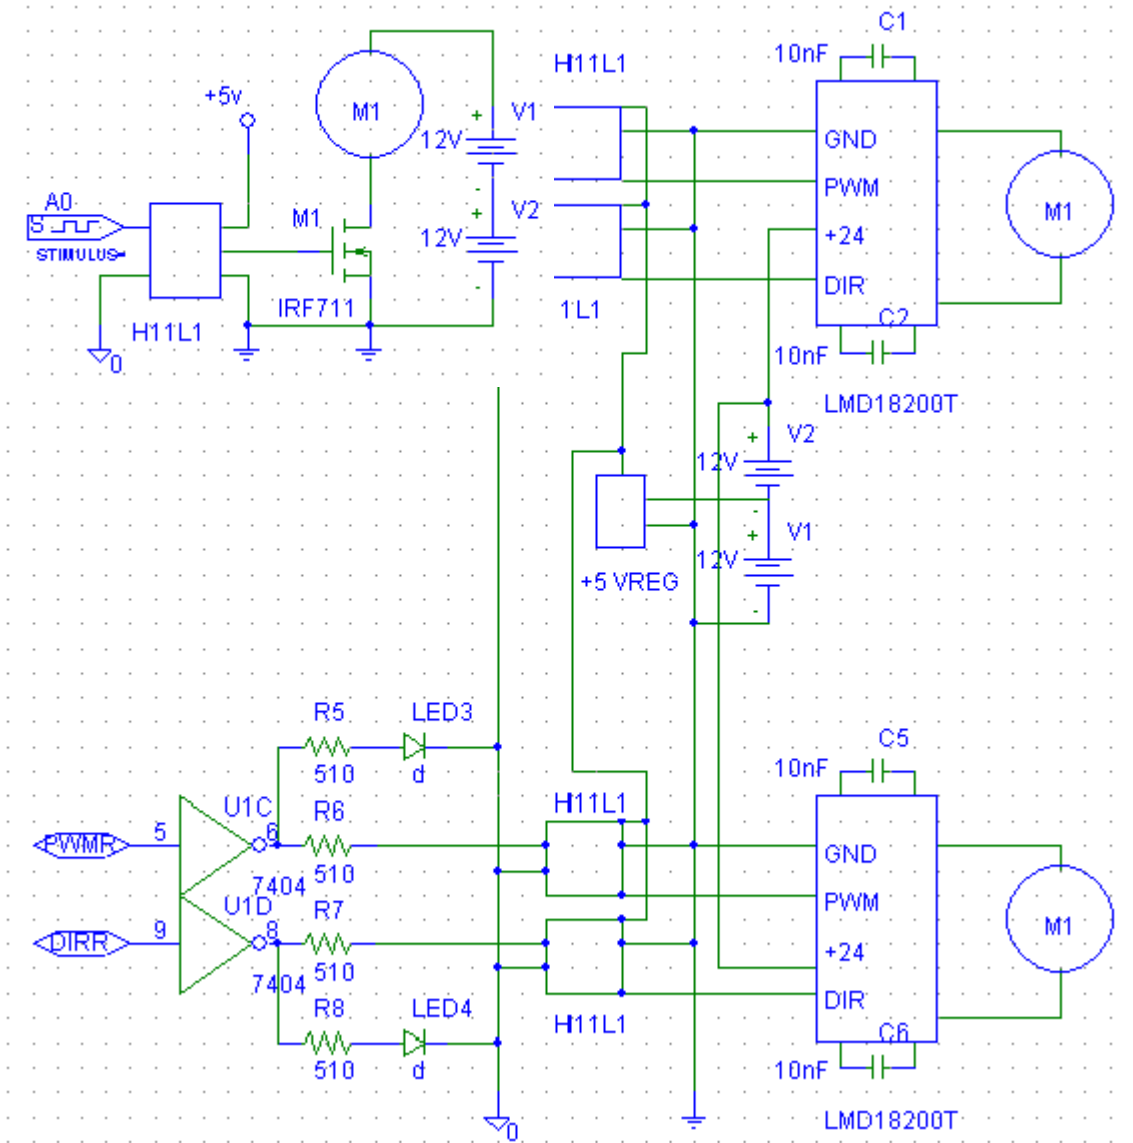 C1
10nF
H11L1
+5v
M1
+
V1
12V
GND
A0
S
PWM
M1
-
M1
+
V2
STIMULUS
12V
+24
DIR
-
IRF711
1L1
H11L1
C2
0
10nF
LMD18200T
+
V2
12V
-
+
V1
12V
+5 VREG
-
R5
LED3
C5
510
d
10nF
U1C
R6
H11L1
PWMR
5
6
GND
7404
510
U1D
R7
PWM
M1
DIRR
9
8
+24
7404
510
DIR
R8
LED4
H11L1
C6
510
d
10nF
0
LMD18200T